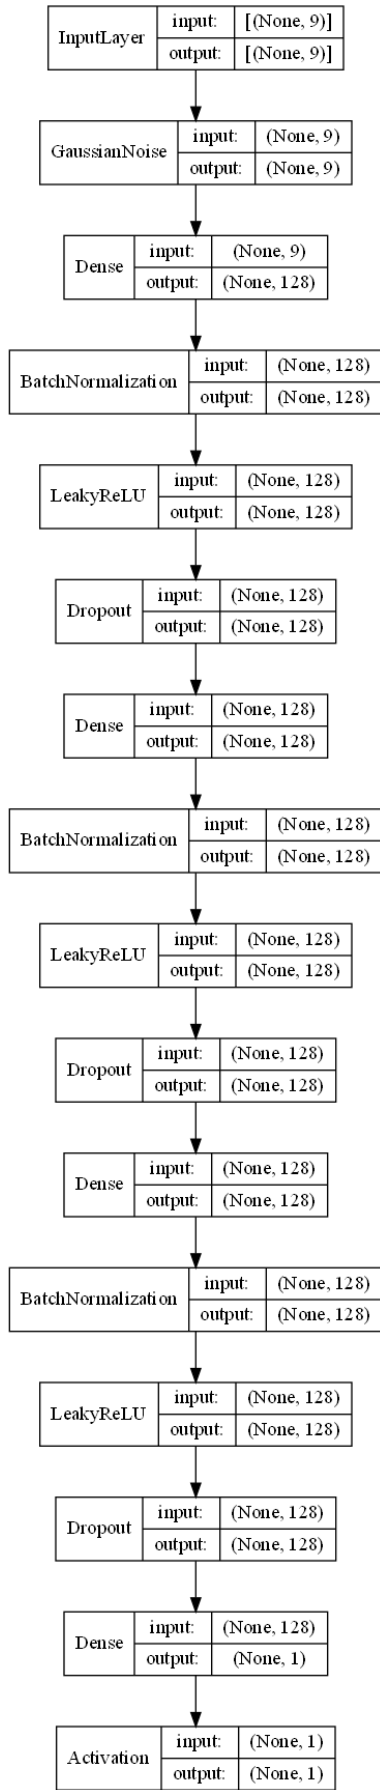 InputLayer input: [(None, 9)]
output: [(None, 9)]
GaussianNoise input: (None, 9)
output: (None, 9)
Dense input: (None, 9)
output: (None, 128)
BatchNormalization input: (None, 128)
output: (None, 128)
LeakyReLU input: (None, 128)
output: (None, 128)
Dropout input: (None, 128)
output: (None, 128)
Dense input: (None, 128)
output: (None, 128)
BatchNormalization input: (None, 128)
output: (None, 128)
LeakyReLU input: (None, 128)
output: (None, 128)
Dropout input: (None, 128)
output: (None, 128)
Dense input: (None, 128)
output: (None, 128)
BatchNormalization input: (None, 128)
output: (None, 128)
LeakyReLU input: (None, 128)
output: (None, 128)
Dropout input: (None, 128)
output: (None, 128)
Dense input: (None, 128)
output: (None, 1)
Activation input: (None, 1)
output: (None, 1)